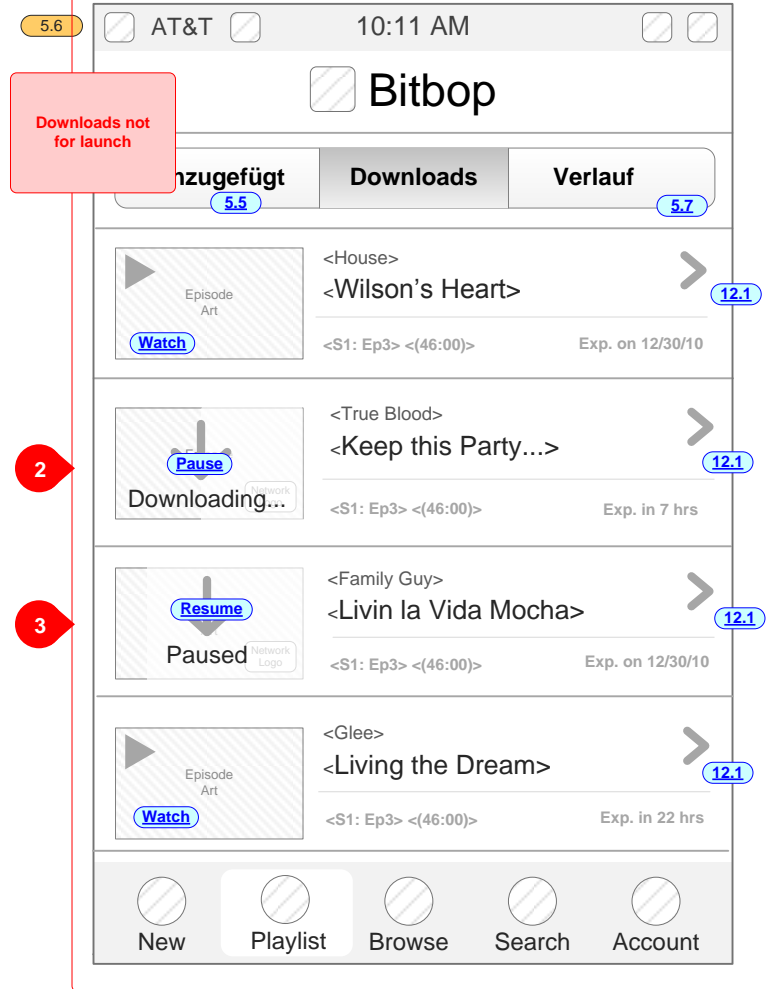 5.6
AT&T
10:11 AM
Bitbop
Downloads not
for launch
nzugefügt
Downloads
Verlauf
5.5
5.7
Episode
Art
Watch
<House>
<Wilson's Heart>
<S1: Ep3> <(46:00)>
Exp. on 12/30/10
12.1
2
Pause
Downloading...
Network
Logo
<True Blood>
<Keep this Party...>
<S1: Ep3> <(46:00)>
Exp. in 7 hrs
12.1
3
Resume
Paused
Network
Logo
<Family Guy>
<Livin la Vida Mocha>
<S1: Ep3> <(46:00)>
Exp. on 12/30/10
12.1
Episode
Art
Watch
<Glee>
<Living the Dream>
<S1: Ep3> <(46:00)>
Exp. in 22 hrs
12.1
New
Playlist
Browse
Search
Account